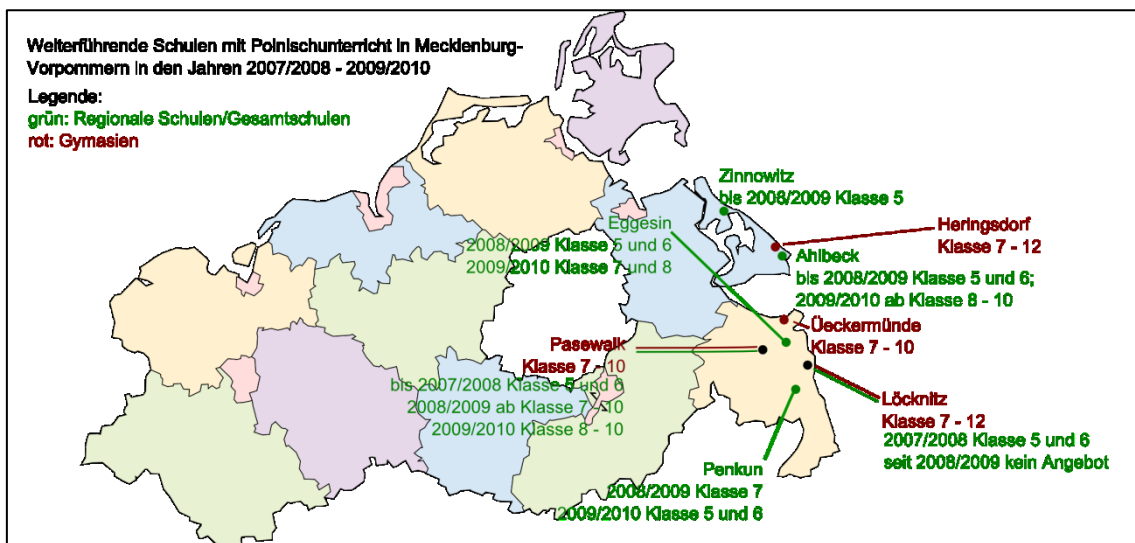 Weiterführende Schulen mit Polnischunterricht in Mecklenburg-
Vorpommern in den Jahren 2007/2008 - 2009/2010
Legende:
grün: Regionale Schulen/Gesamtschulen
rot: Gymasien
Zinnowitz
bis 2008/2009 Klasse 5
Eggesin
2008/2009 Klasse 5 und 6
2009/2010 Klasse 7 und 8
Heringsdorf
Klasse 7 - 12
Ahlbeck
bis 2008/2009 Klasse 5 und 6;
2009/2010 ab Klasse 8 - 10
Üeckermünde
Klasse 7 - 10
Pasewalk
Klasse 7 - 10
bis 2007/2008 Klasse 5 und 6
2008/2009 ab Klasse 7 - 10
2009/2010 Klasse 8 - 10
Löcknitz
Klasse 7 - 12
2007/2008 Klasse 5 und 6
seit 2008/2009 kein Angebot
Penkun
2008/2009 Klasse 7
2009/2010 Klasse 5 und 6